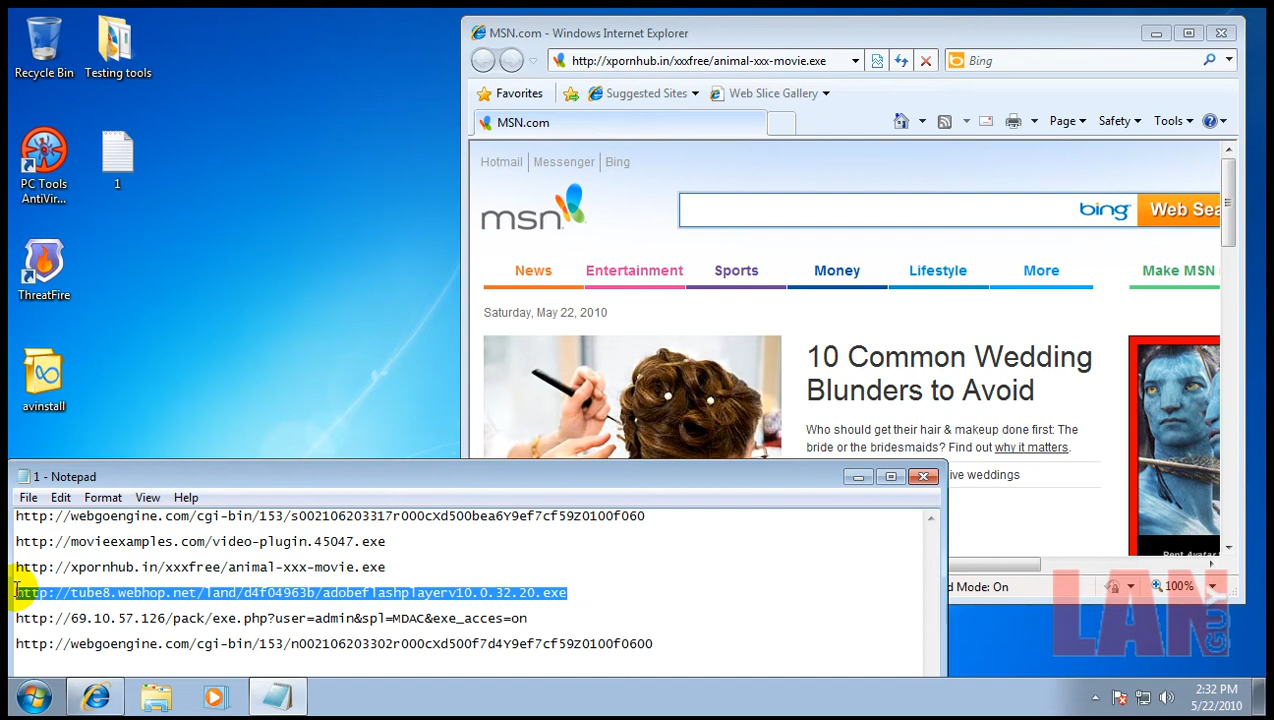 Recycle Bin
Testing tools
PC Tools
AntiVir...
1
ThreatFire
avinstall
MSN.com - Windows Internet Explorer
http://xpornhub.in/xxxfree/animal-xxx-movie.exe
Bing
Favorites
Suggested Sites
Web Slice Gallery
MSN.com
Page
Safety
Tools
Hotmail
Messenger
Bing
msn
bing
Web Sea
News
Entertainment
Sports
Money
Lifestyle
More
Make MSN
Saturday, May 22, 2010
10 Common Wedding
Blunders to Avoid
Who should get their hair & makeup done first: The
bride or the bridesmaids? Find out why it matters.
ive weddings
d Mode: On
100%
1 - Notepad
File Edit Format View Help
http://webgoengine.com/cgi-bin/153/s002106203317r000cXd500bea6Y9ef7cf59Z0100f060
http://movieexamples.com/video-plugin.45047.exe
http://xpornhub.in/xxxfree/animal-xxx-movie.exe
http://tube8.webhop.net/land/d4f04963b/adobeflashplayerv10.0.32.20.exe
http://69.10.57.126/pack/exe.php?user=admin&spl=MDAC&exe_acces=on
http://webgoengine.com/cgi-bin/153/n002106203302r000cXd500f7d4Y9ef7cf59Z0100f0600
LAN
GUY
2:32 PM
5/22/2010